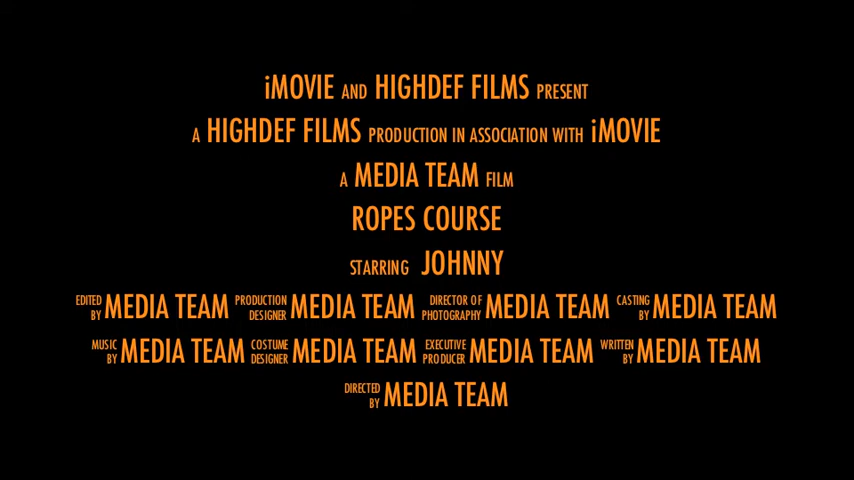 iMOVIE AND HIGHDEF FILMS PRESENT
A HIGHDEF FILMS PRODUCTION IN ASSOCIATION WITH iMOVIE
A MEDIA TEAM FILM
ROPES COURSE
STARRING JOHNNY
EDITED BY MEDIA TEAM PRODUCTION DESIGNER MEDIA TEAM DIRECTOR OF PHOTOGRAPHY MEDIA TEAM CASTING BY MEDIA TEAM
MUSIC BY MEDIA TEAM COSTUME DESIGNER MEDIA TEAM EXECUTIVE PRODUCER MEDIA TEAM WRITTEN BY MEDIA TEAM
DIRECTED BY MEDIA TEAM